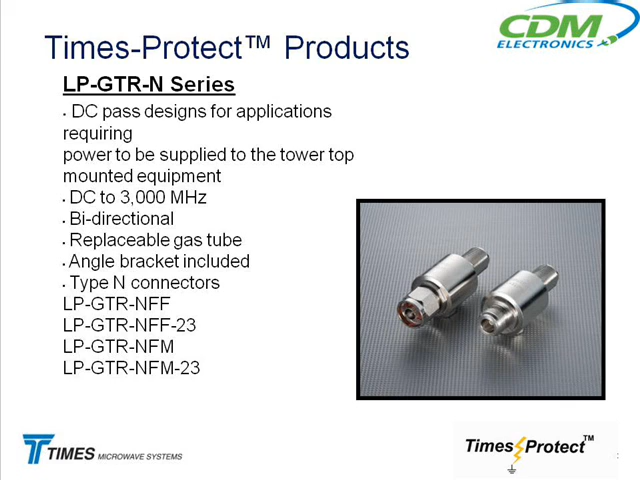 CDM
ELECTRONICS
Times-Protect™ Products
LP-GTR-N Series
• DC pass designs for applications
requiring
power to be supplied to the tower top
mounted equipment
• DC to 3,000 MHz
• Bi-directional
• Replaceable gas tube
• Angle bracket included
• Type N connectors
LP-GTR-NFF
LP-GTR-NFF-23
LP-GTR-NFM
LP-GTR-NFM-23
TIMES MICROWAVE SYSTEMS
Times Protect™